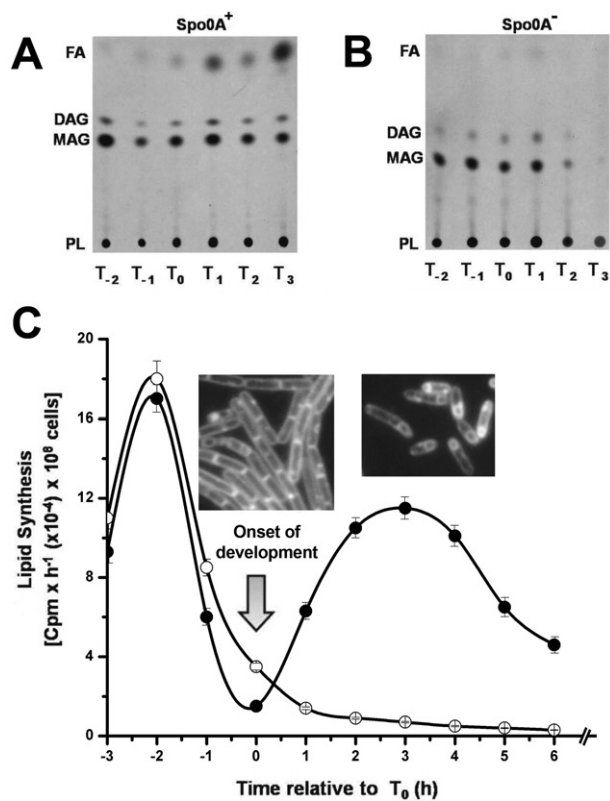 A
Spo0A+
FA
DAG
MAG
PL
T-2 T-1 T0 T1 T2 T3
B
Spo0A-
FA
DAG
MAG
PL
T-2 T-1 T0 T1 T2 T3
C
Lipid Synthesis
[Cpm x h-1 (x10-4) x 108 cells]
20
16
12
8
4
0
Onset of
development
-3 -2 -1 0 1 2 3 4 5 6
Time relative to T0 (h)